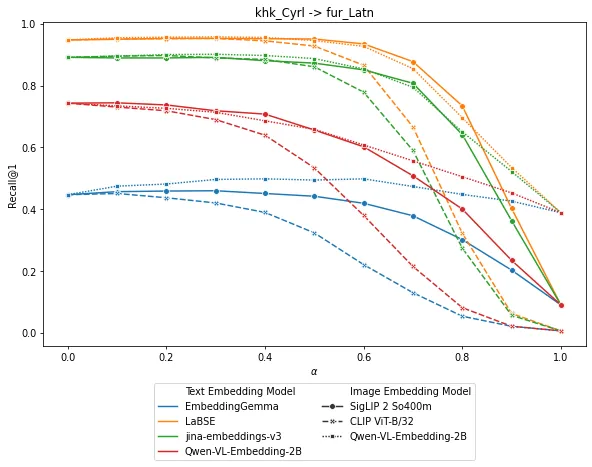 khk_Cyrl -> fur_Latn
Recall@1
1.0
0.8
0.6
0.4
0.2
0.0
0.0 0.2 0.4 0.6 0.8 1.0
α
Text Embedding Model
EmbeddingGemma
LaBSE
jina-embeddings-v3
Qwen-VL-Embedding-2B
Image Embedding Model
SigLIP 2 So400m
CLIP ViT-B/32
Qwen-VL-Embedding-2B